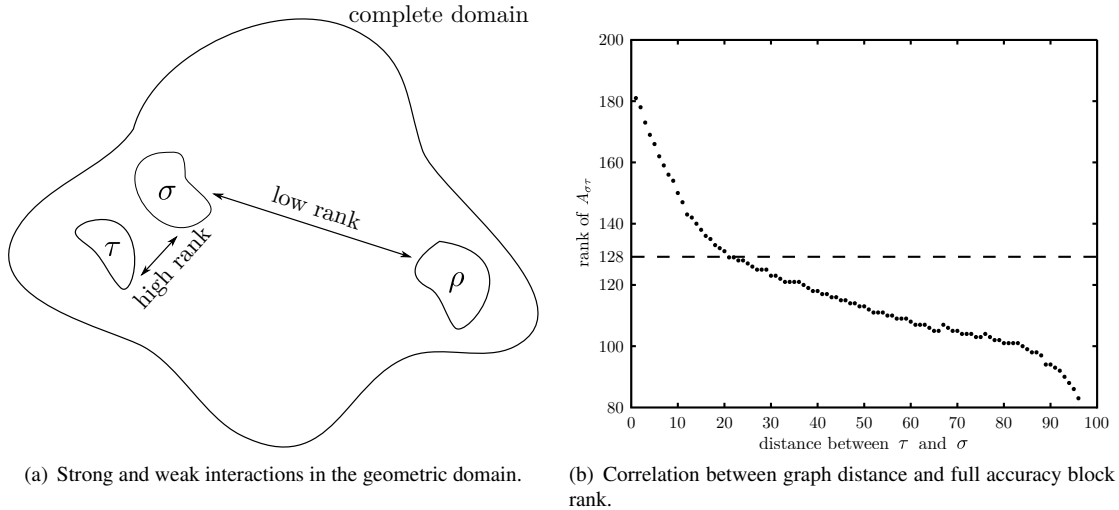 complete domain
σ
low rank
τ
high rank
ρ
200
180
160
140
128
120
100
80
rank of A_{στ}
0 10 20 30 40 50 60 70 80 90 100
distance between τ and σ
(a) Strong and weak interactions in the geometric domain.
(b) Correlation between graph distance and full accuracy block
rank.